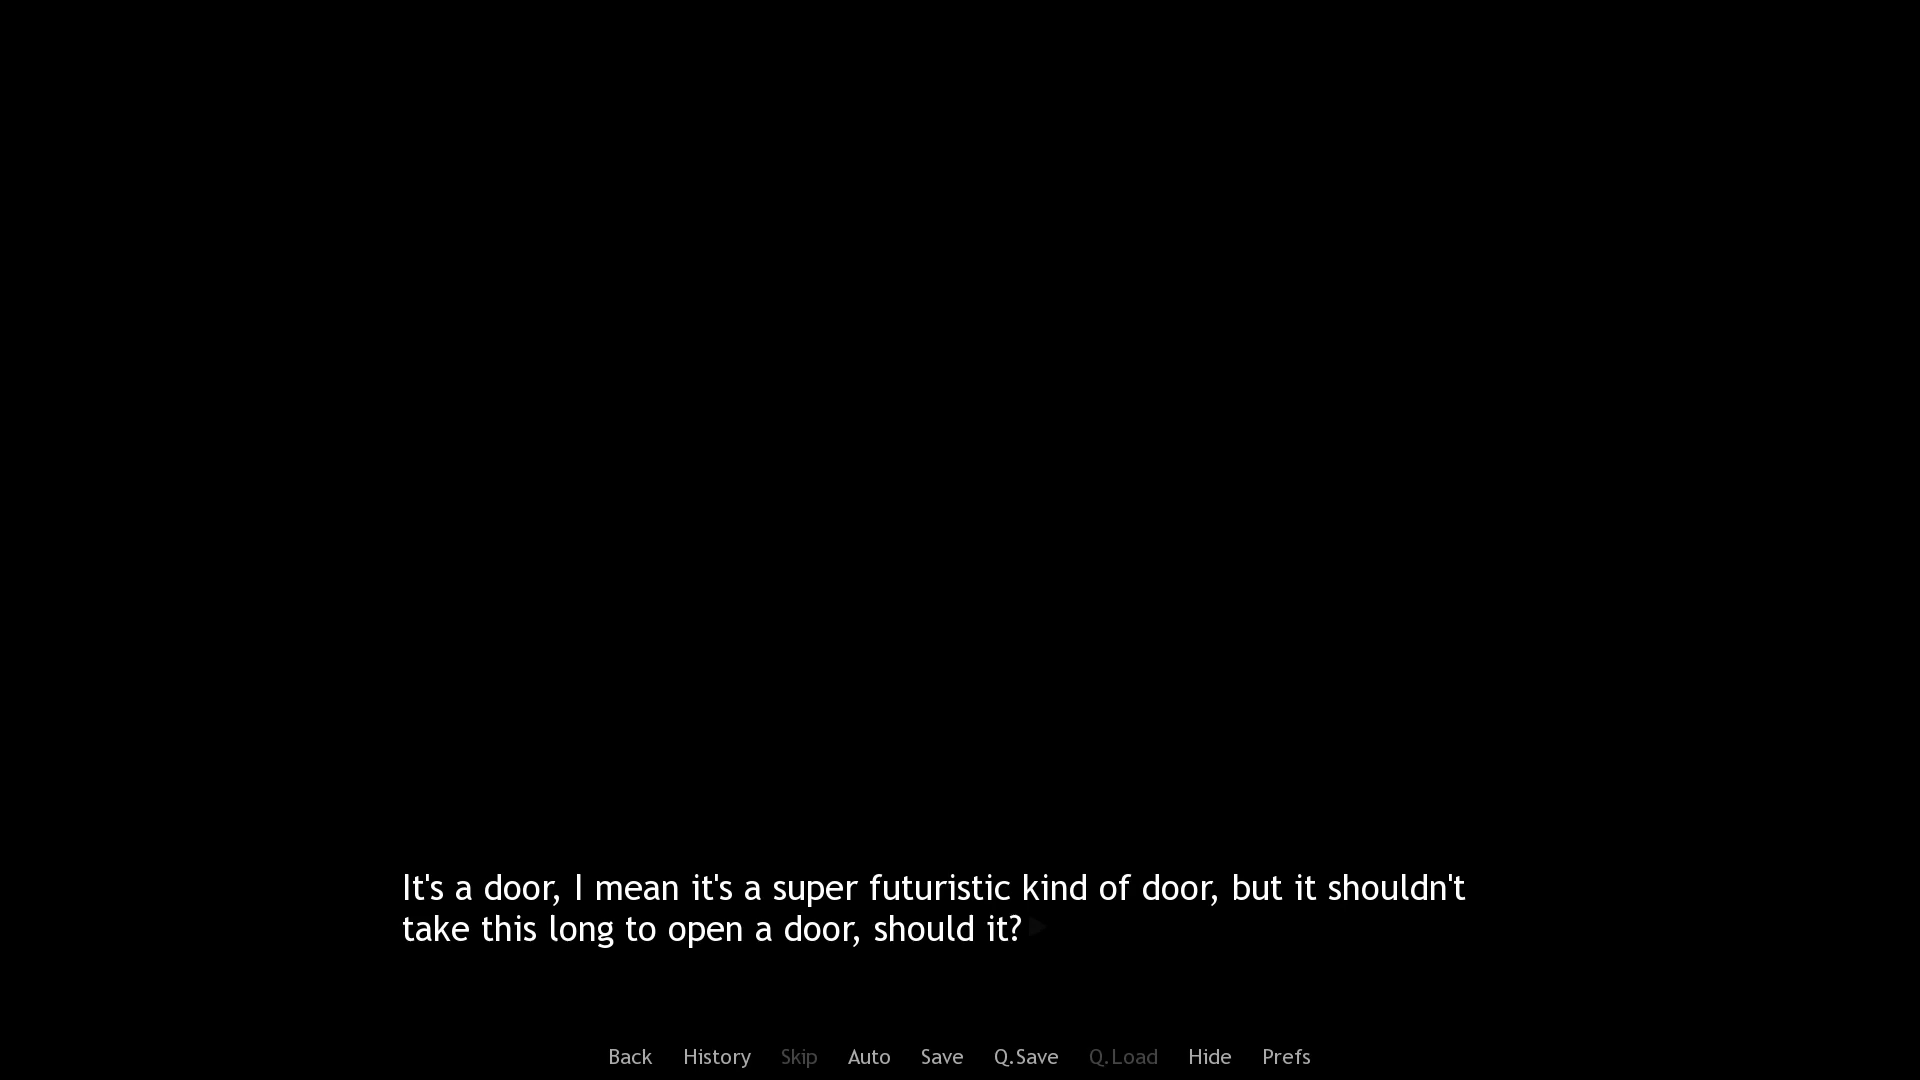 It's a door, I mean it's a super futuristic kind of door, but it shouldn't
take this long to open a door, should it?
Back History Skip Auto Save Q.Save Q.Load Hide Prefs